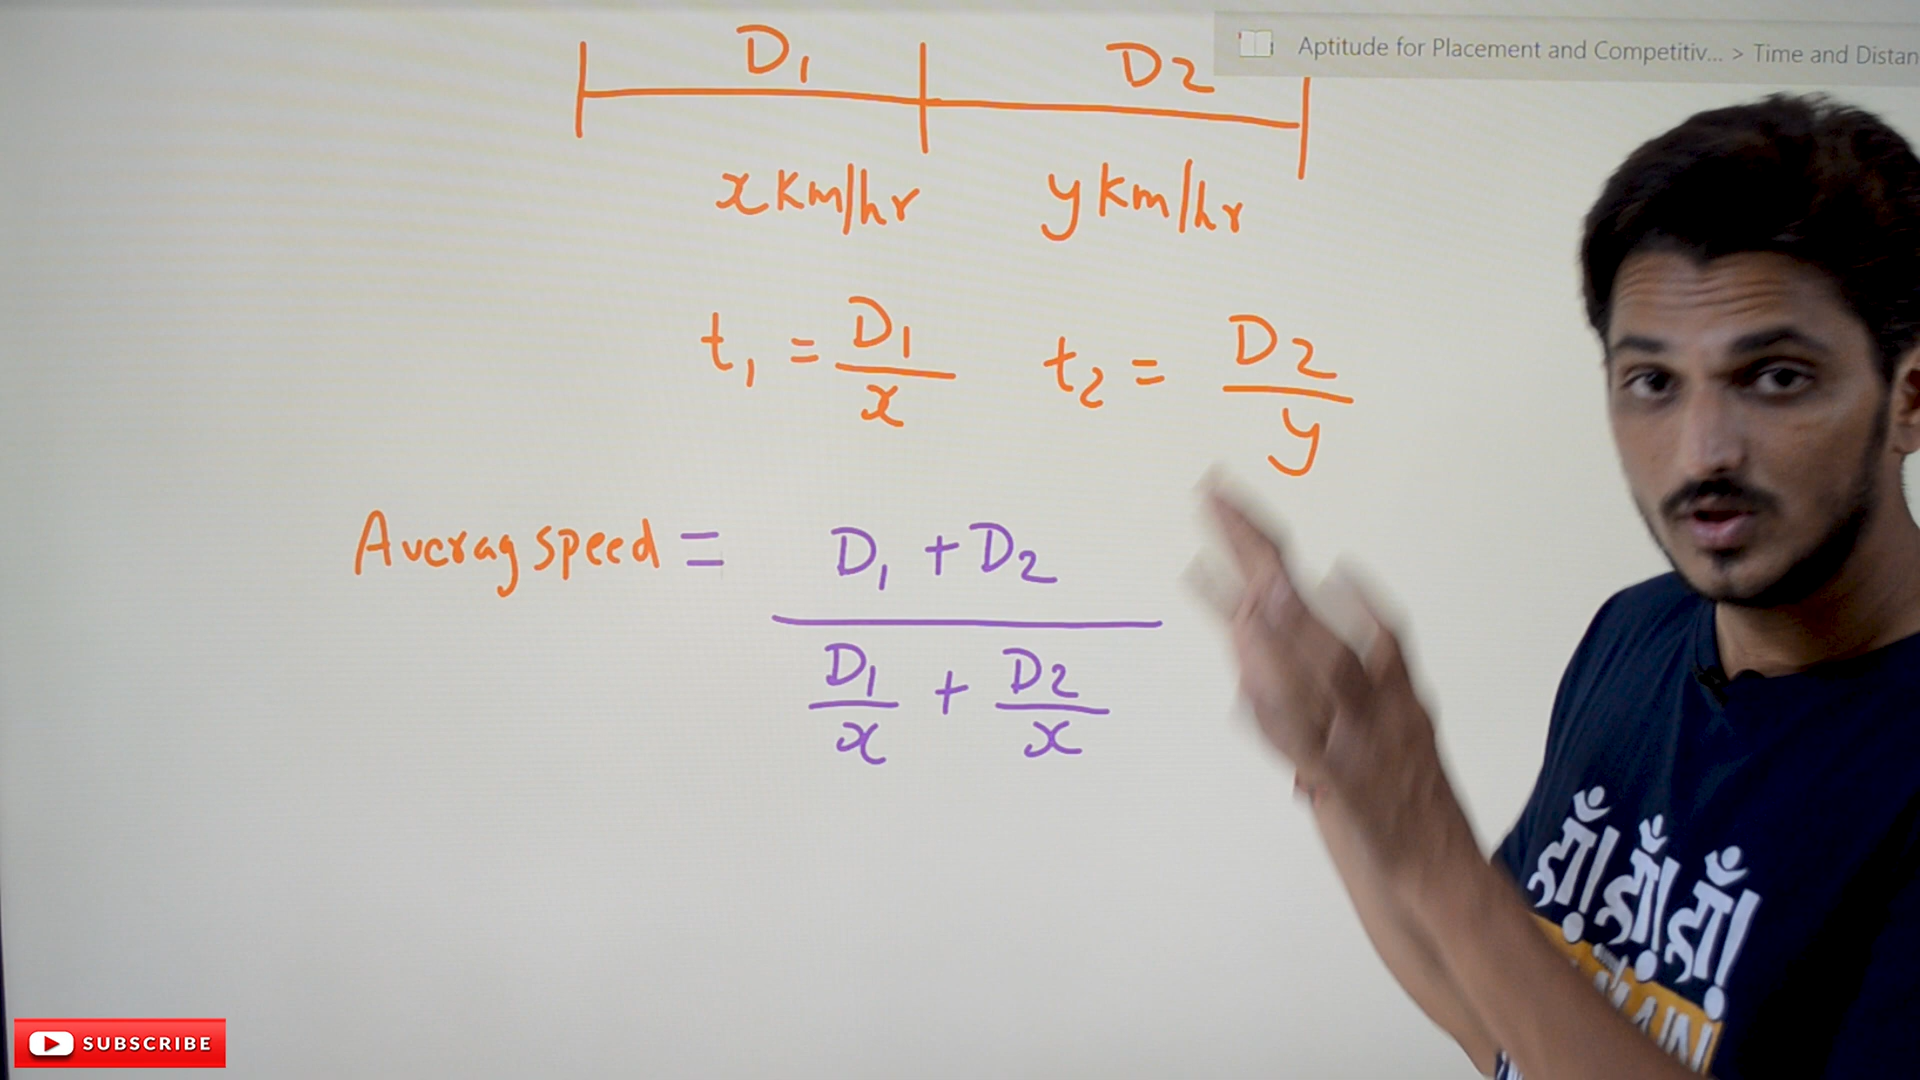 D₁ D₂
Aptitude for Placement and Competitiv... > Time and Distan
x km/hr y km/hr
t₁ = D₁/x t₂ = D₂/y
Averag speed = (D₁ + D₂)/(D₁/x + D₂/x)
हाँ! हाँ! हाँ!
SUBSCRIBE